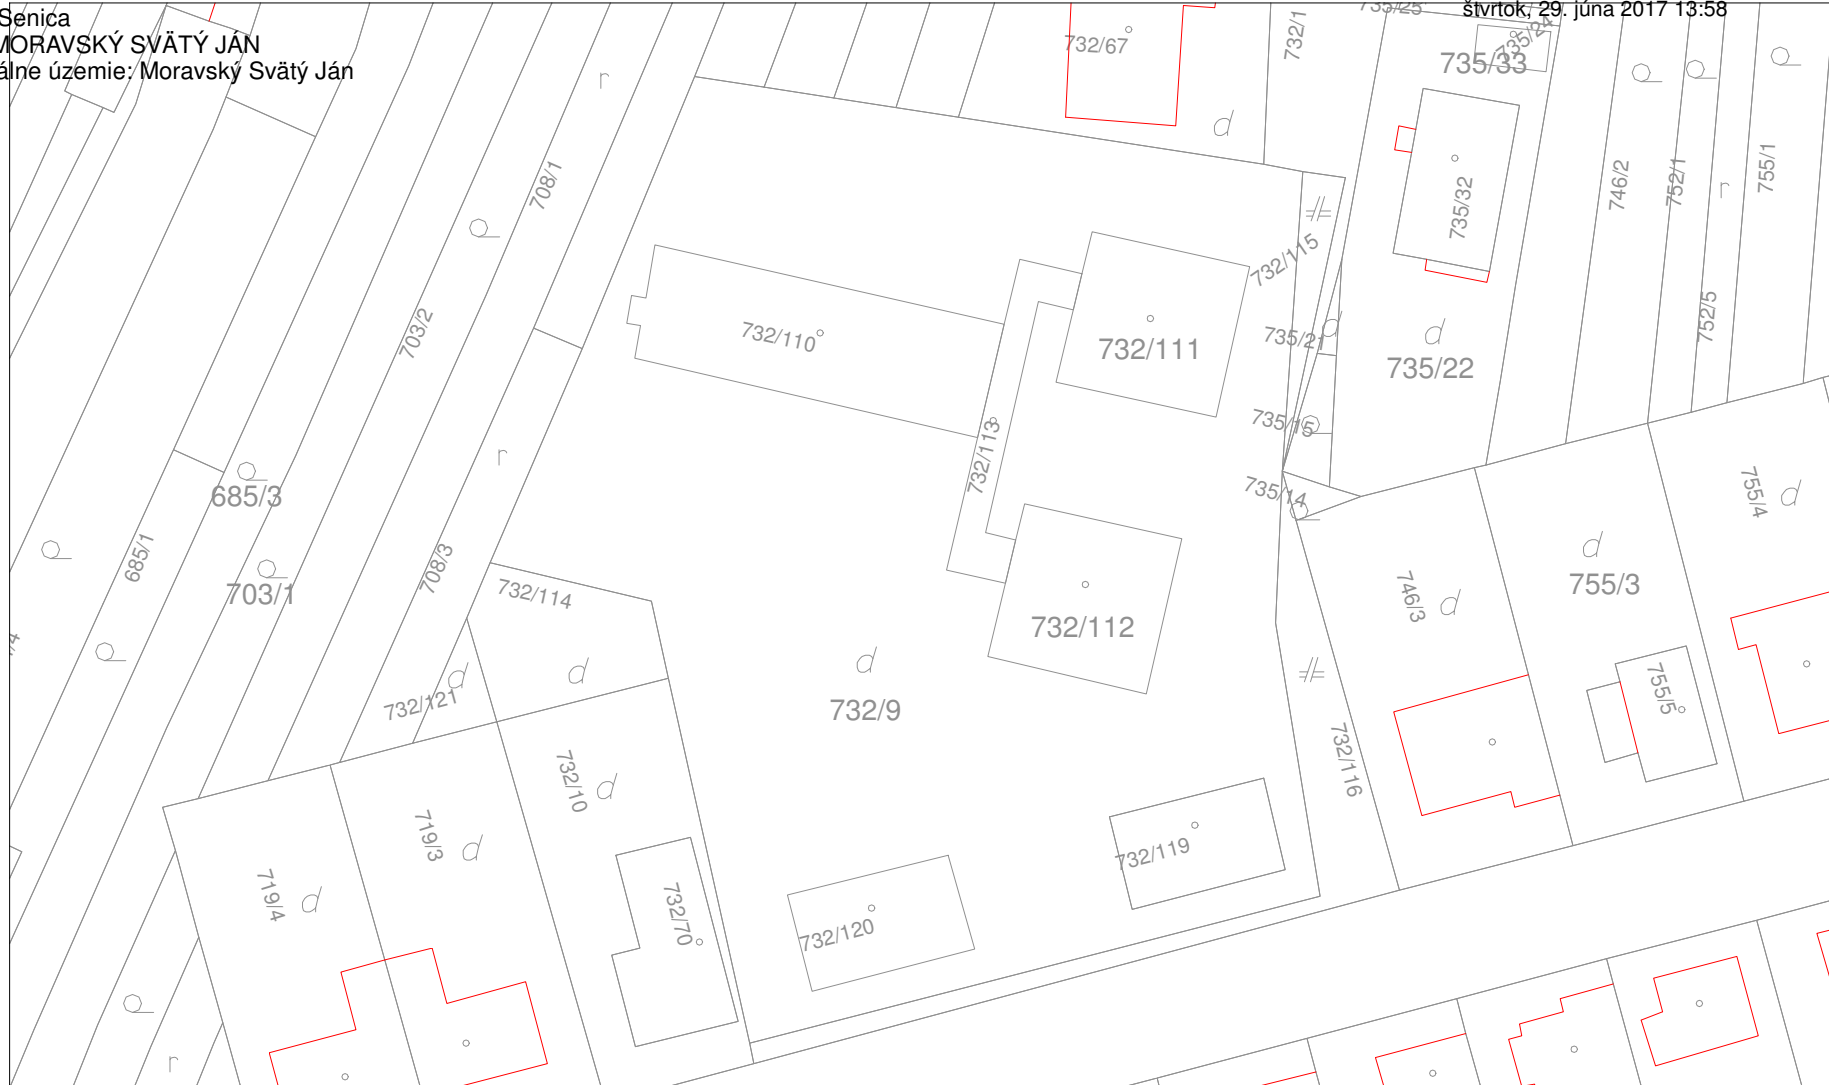 Senica
MORAVSKÝ SVÄTÝ JÁN
álne územie: Moravský Svätý Ján
štvrtok, 29. júna 2017 13:58
735/25
735/24
732/67
732/1
735/33
r
d
708/1
735/32
746/2
752/1
r
755/1
732/115
703/2
732/110
732/111
735/21
d
d
735/22
752/5
735/15
732/113
r
685/3
735/14
755/4
d
685/1
708/3
703/1
732/114
746/3
d
d
755/3
732/112
d
d
d
732/121
732/9
755/5
732/116
732/10
d
719/3
d
732/119
719/4
d
732/70
732/120
r